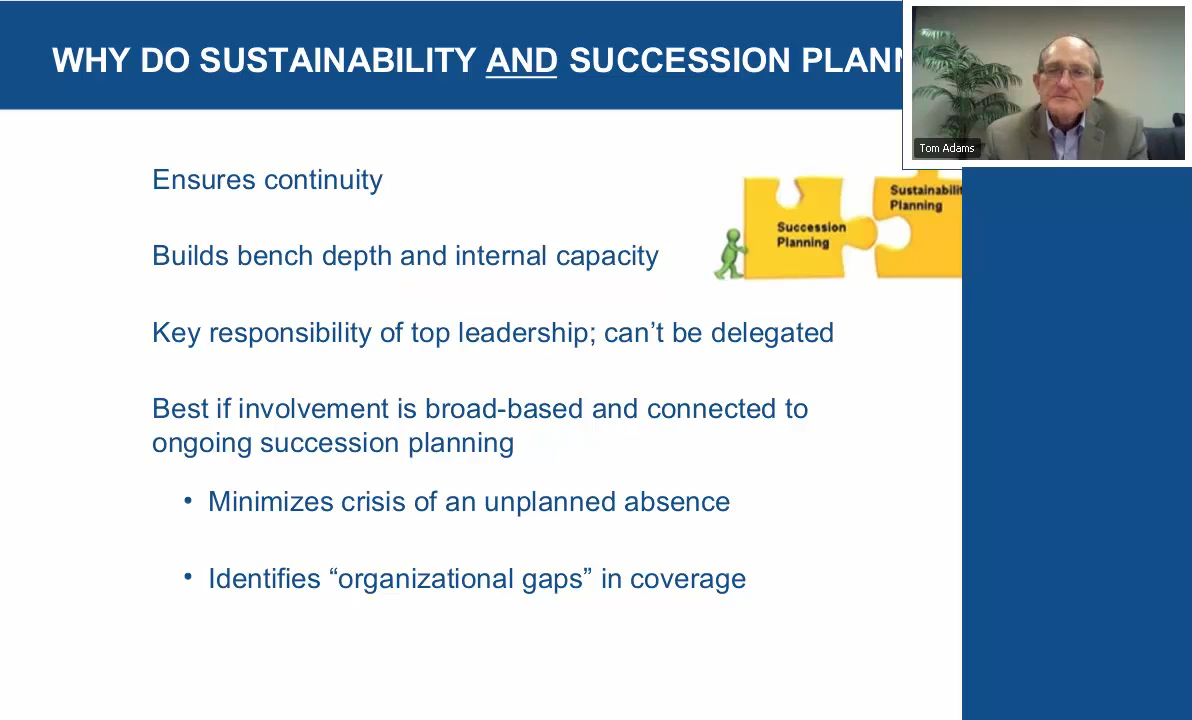 WHY DO SUSTAINABILITY AND SUCCESSION
Tom Adams
Ensures continuity
Succession
Planning
Planning
Builds bench depth and internal capacity
Key responsibility of top leadership; can’t be delegated
Best if involvement is broad-based and connected to
ongoing succession planning
• Minimizes crisis of an unplanned absence
• Identifies “organizational gaps” in coverage